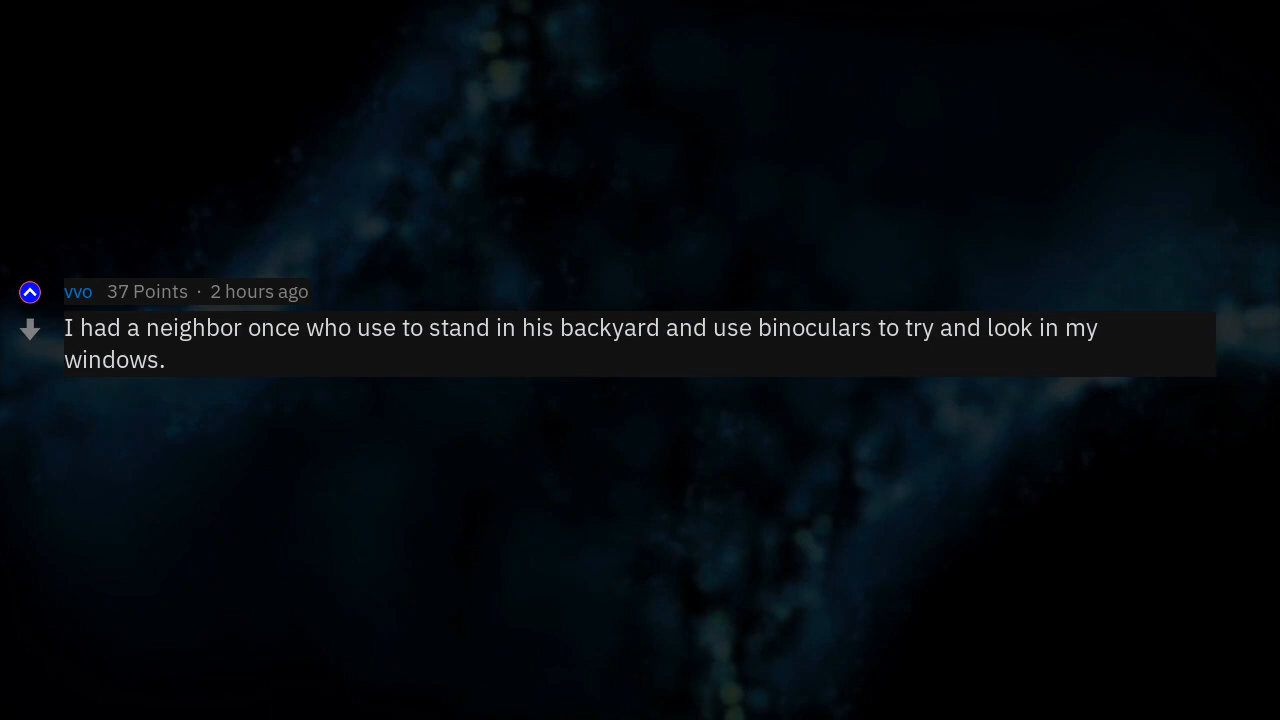 vvo 37 Points · 2 hours ago
I had a neighbor once who use to stand in his backyard and use binoculars to try and look in my
windows.